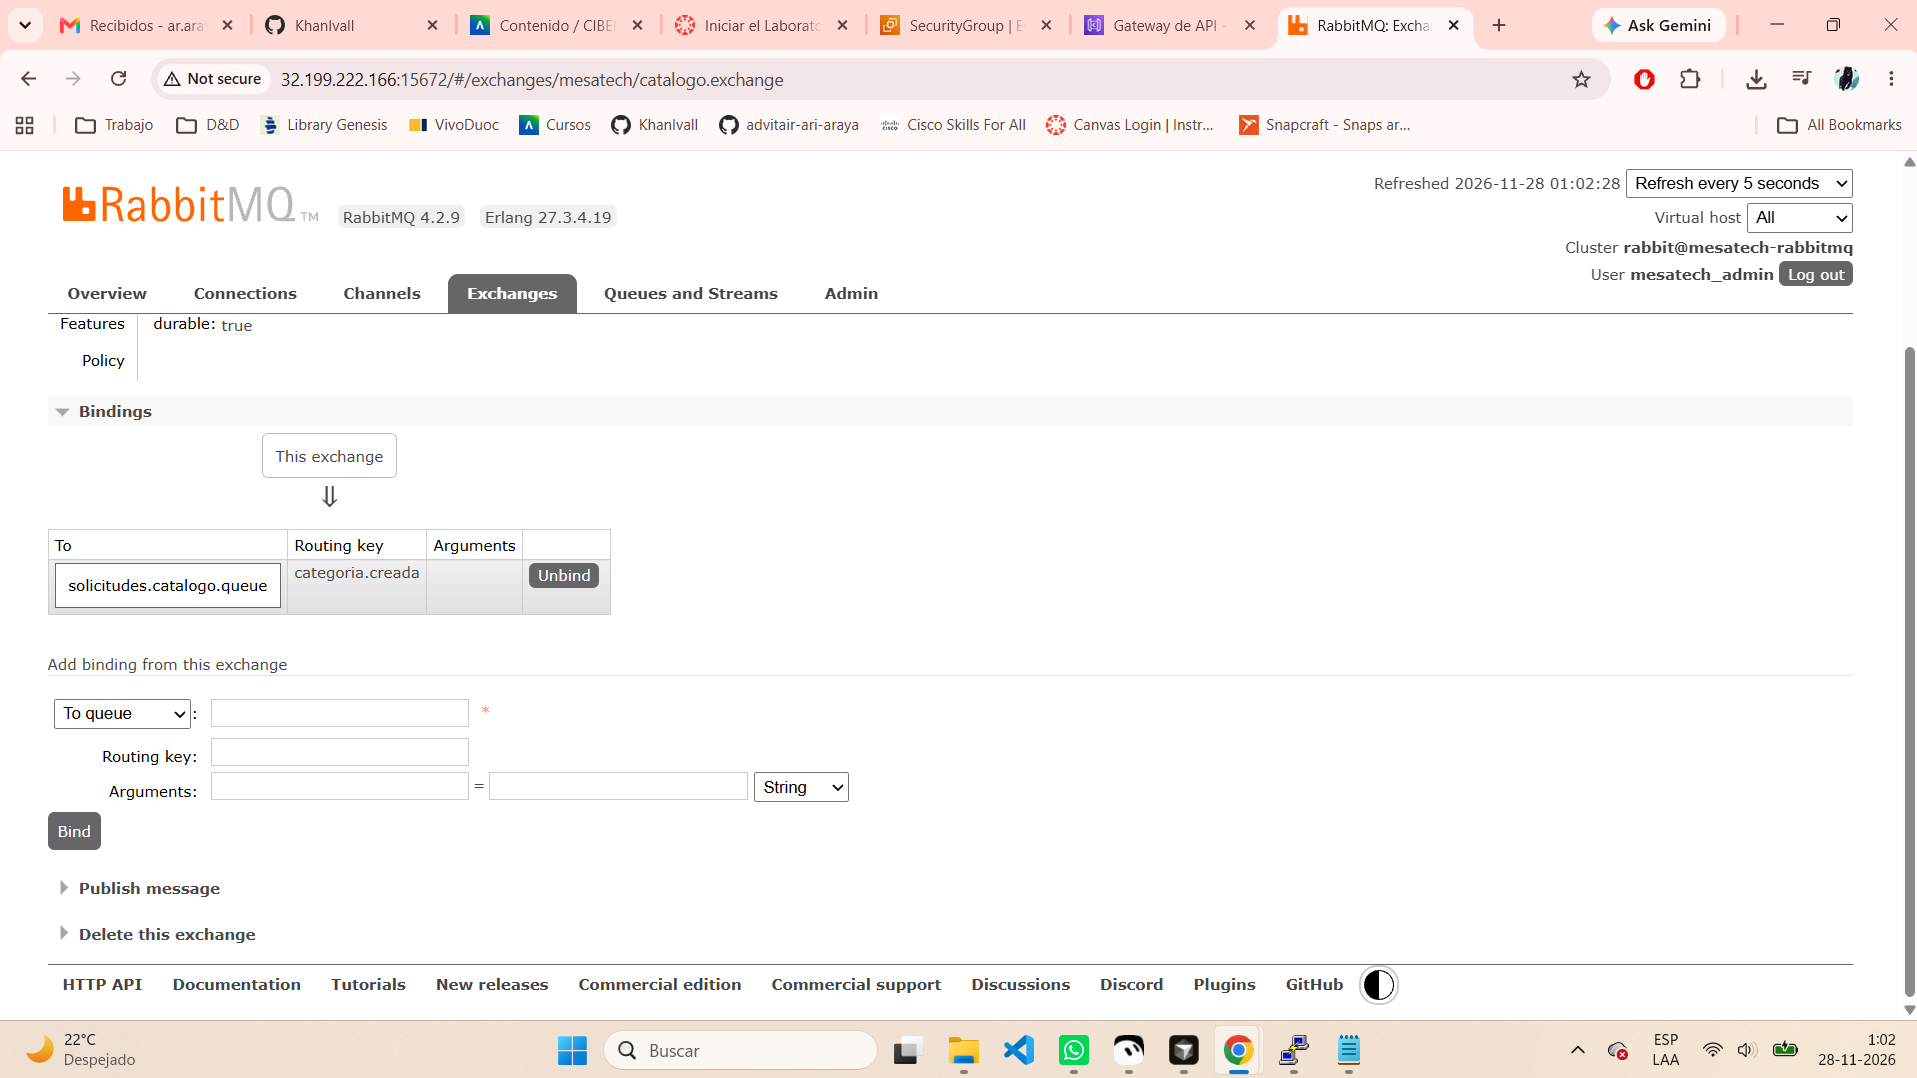 Recibidos - ar.ara
KhanIvall
Contenido / CIBE
Iniciar el Laborato
SecurityGroup | E
Gateway de API -
RabbitMQ: Excha
Ask Gemini
Not secure
32.199.222.166:15672/#/exchanges/mesatech/catalogo.exchange
Trabajo
D&D
Library Genesis
VivoDuoc
Cursos
KhanIvall
advitair-ari-araya
Cisco Skills For All
Canvas Login | Instr...
Snapcraft - Snaps ar...
All Bookmarks
RabbitMQ TM
RabbitMQ 4.2.9
Erlang 27.3.4.19
Refreshed 2026-11-28 01:02:28
Refresh every 5 seconds
Virtual host
All
Cluster rabbit@mesatech-rabbitmq
User mesatech_admin
Log out
Overview
Connections
Channels
Exchanges
Queues and Streams
Admin
Features
durable: true
Policy
Bindings
This exchange
⇓
To
Routing key
Arguments
solicitudes.catalogo.queue
categoria.creada
Unbind
Add binding from this exchange
To queue
:
*
Routing key:
Arguments:
=
String
Bind
Publish message
Delete this exchange
HTTP API
Documentation
Tutorials
New releases
Commercial edition
Commercial support
Discussions
Discord
Plugins
GitHub
22°C
Despejado
Buscar
ESP
LAA
1:02
28-11-2026